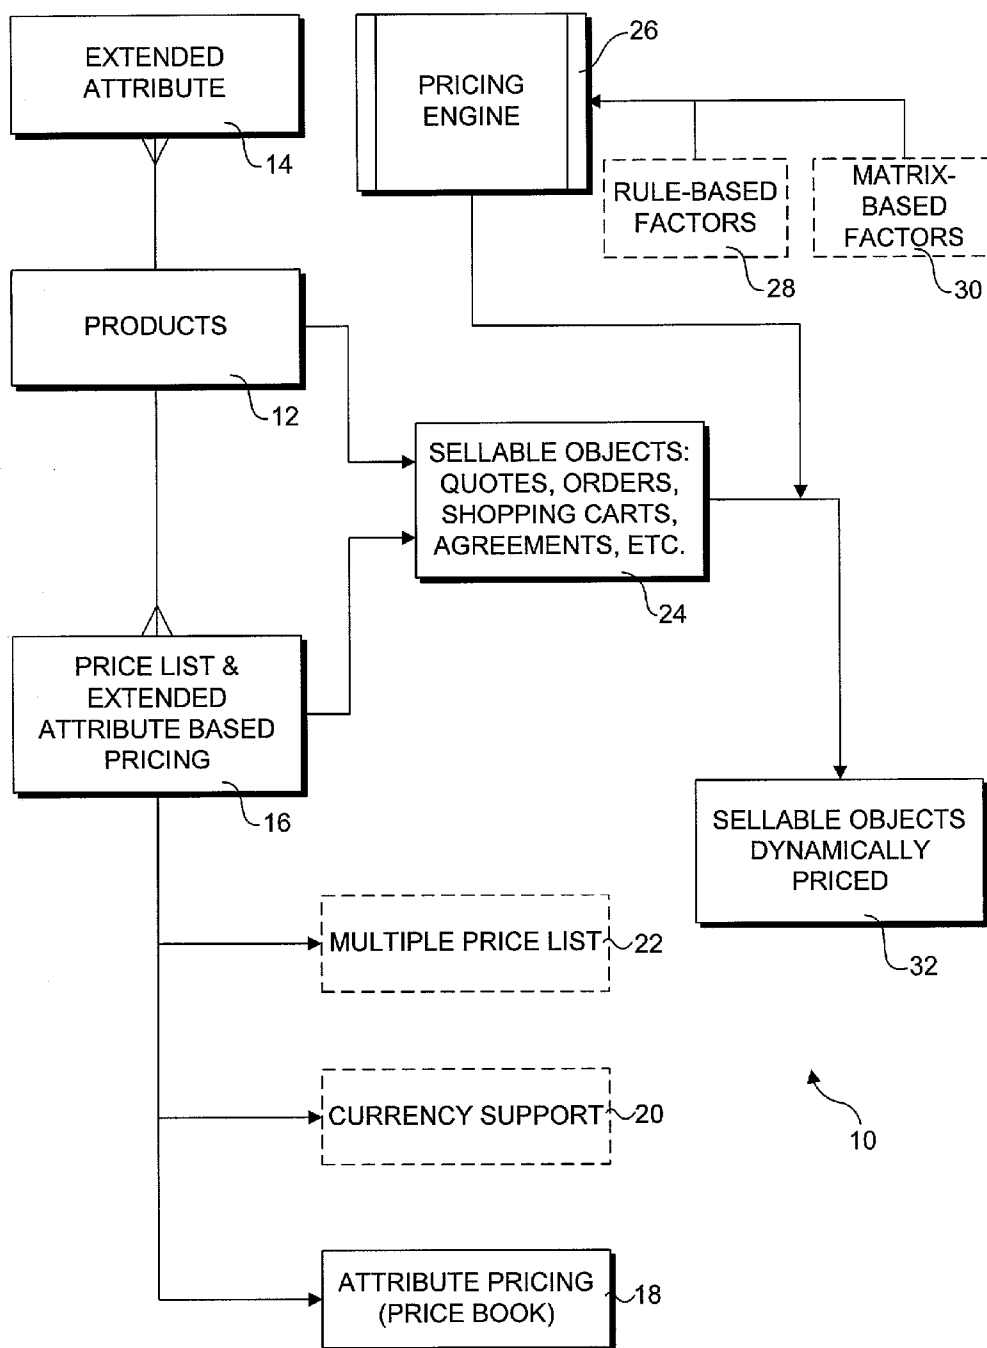 EXTENDED
ATTRIBUTE
14
PRICING
ENGINE
26
RULE-BASED
FACTORS
28
MATRIX-
BASED
FACTORS
30
PRODUCTS
12
SELLABLE OBJECTS:
QUOTES, ORDERS,
SHOPPING CARTS,
AGREEMENTS, ETC.
24
PRICE LIST &
EXTENDED
ATTRIBUTE BASED
PRICING
16
SELLABLE OBJECTS
DYNAMICALLY
PRICED
32
MULTIPLE PRICE LIST
22
CURRENCY SUPPORT
20
10
ATTRIBUTE PRICING
(PRICE BOOK)
18